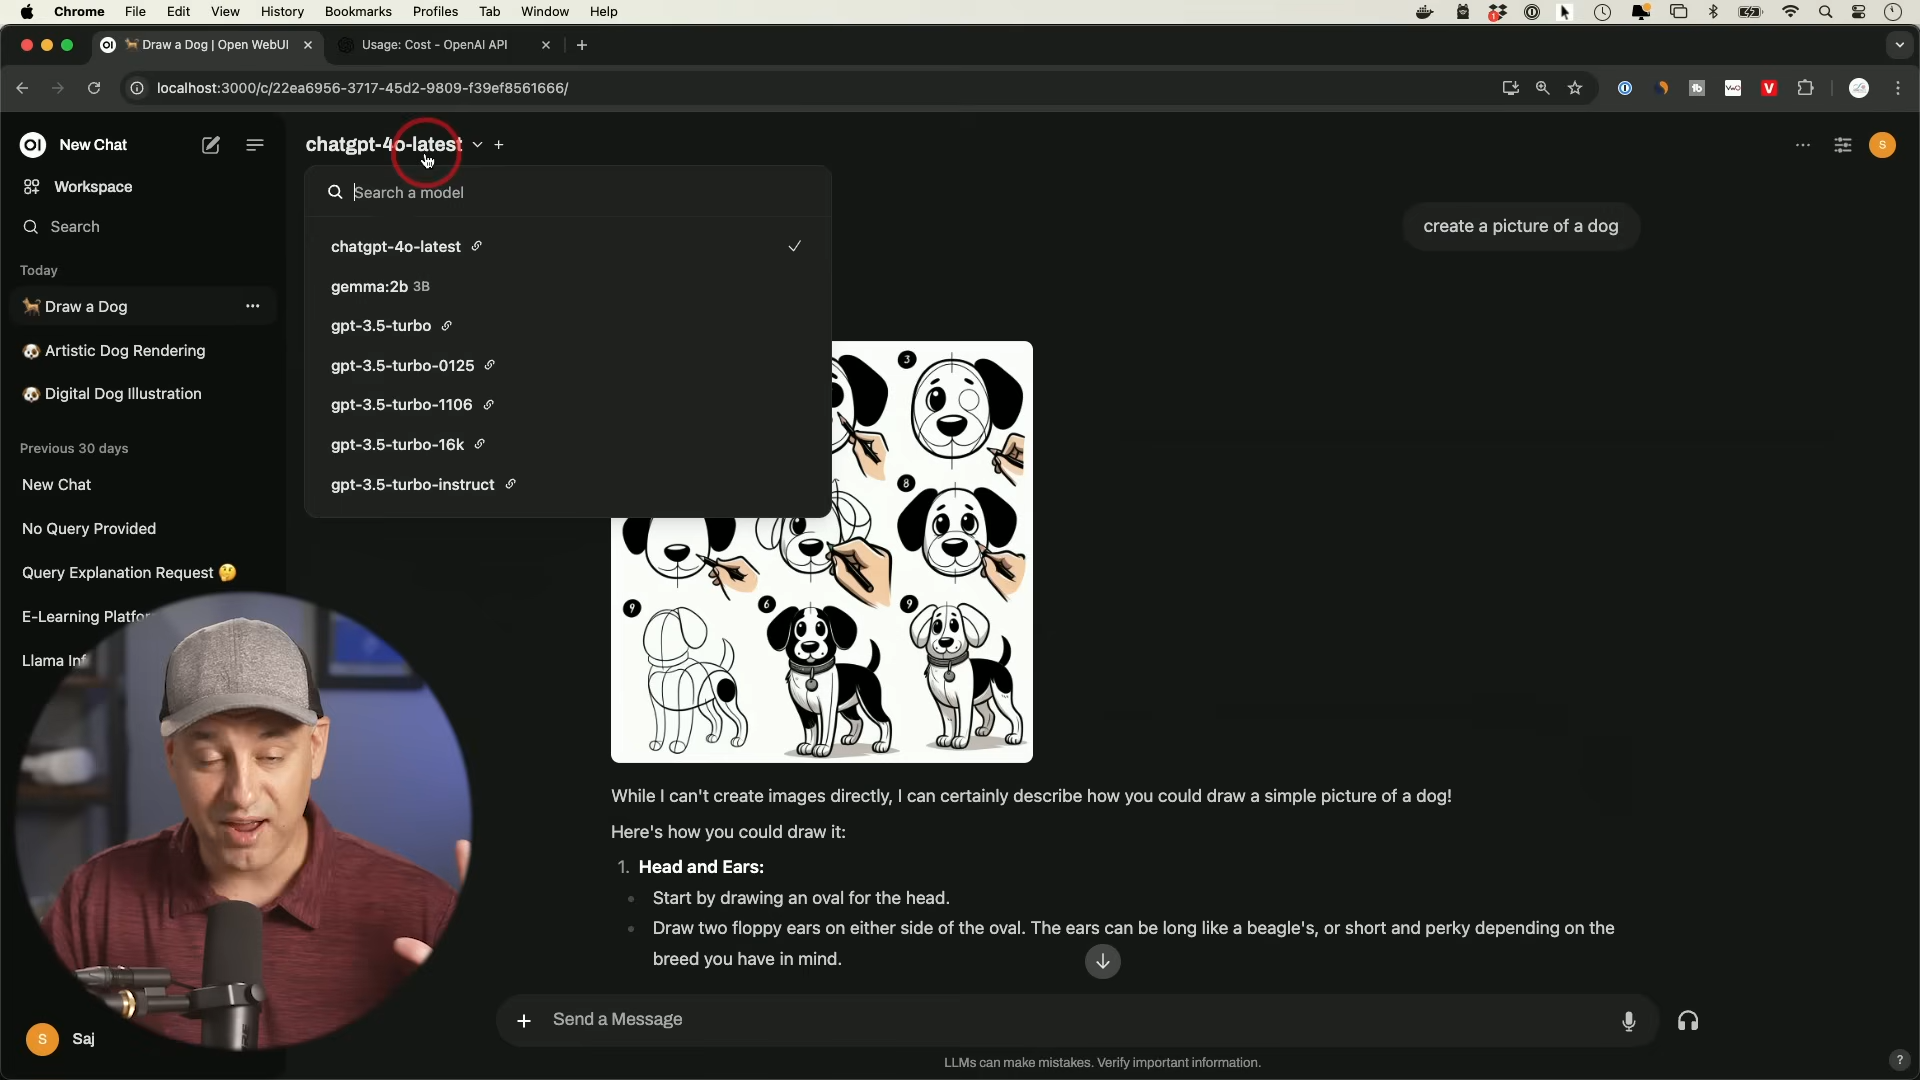 Chrome File Edit View History Bookmarks Profiles Tab Window Help
Draw a Dog | Open WebUI
Usage: Cost - OpenAI API
localhost:3000/c/22ea6956-3717-45d2-9809-f39ef8561666/
OI New Chat
Workspace
Search
Today
Draw a Dog
Artistic Dog Rendering
Digital Dog Illustration
Previous 30 days
New Chat
No Query Provided
Query Explanation Request
E-Learning Platfor
Llama Inf
S Saj
chatgpt-4o-latest
Search a model
chatgpt-4o-latest
gemma:2b 3B
gpt-3.5-turbo
gpt-3.5-turbo-0125
gpt-3.5-turbo-1106
gpt-3.5-turbo-16k
gpt-3.5-turbo-instruct
S
create a picture of a dog
3
8
9 6 9
While I can't create images directly, I can certainly describe how you could draw a simple picture of a dog!
Here's how you could draw it:
1. Head and Ears:
Start by drawing an oval for the head.
Draw two floppy ears on either side of the oval. The ears can be long like a beagle's, or short and perky depending on the
breed you have in mind.
Send a Message
LLMs can make mistakes. Verify important information.
?